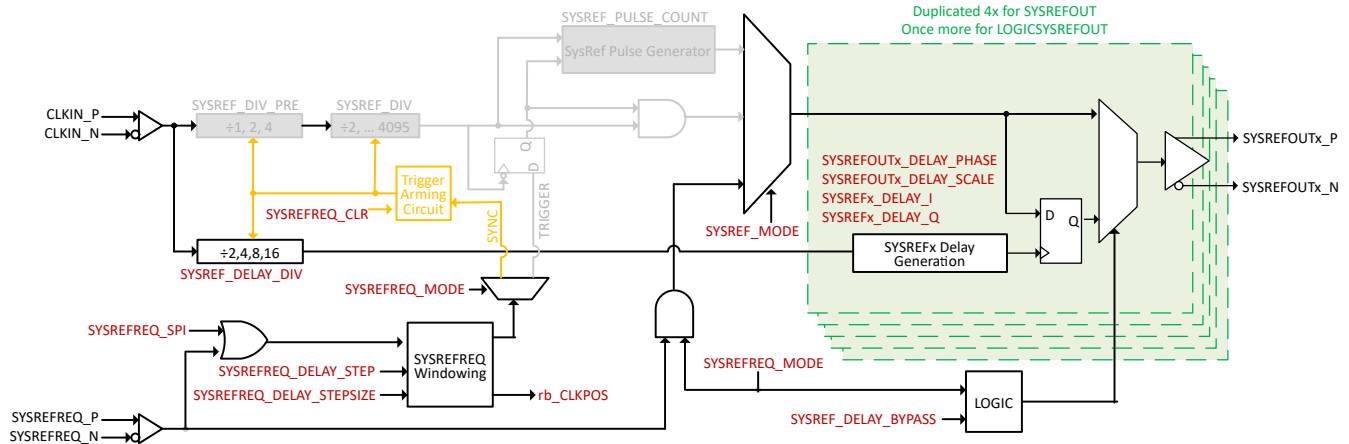 Duplicated 4x for SYSREFOUT
Once more for LOGICSYSREFOUT
SYSREF_PULSE_COUNT
SysRef Pulse Generator
CLKIN_P
CLKIN_N
SYSREF_DIV_PRE
÷1, 2, 4
SYSREF_DIV
÷2, ... 4095
Q
D
TRIGGER
Trigger
Arming
Circuit
SYSREFREQ_CLR
SYNC
÷2,4,8,16
SYSREF_DELAY_DIV
SYSREF_MODE
SYSREFOUTx_DELAY_PHASE
SYSREFOUTx_DELAY_SCALE
SYSREFx_DELAY_I
SYSREFx_DELAY_Q
SYSREFx Delay
Generation
D
Q
SYSREFOUTx_P
SYSREFOUTx_N
SYSREFREQ_MODE
SYSREFREQ_SPI
SYSREFREQ
Windowing
SYSREFREQ_DELAY_STEP
SYSREFREQ_DELAY_STEPSIZE
rb_CLKPOS
SYSREFREQ_MODE
SYSREF_DELAY_BYPASS
LOGIC
SYSREFREQ_P
SYSREFREQ_N